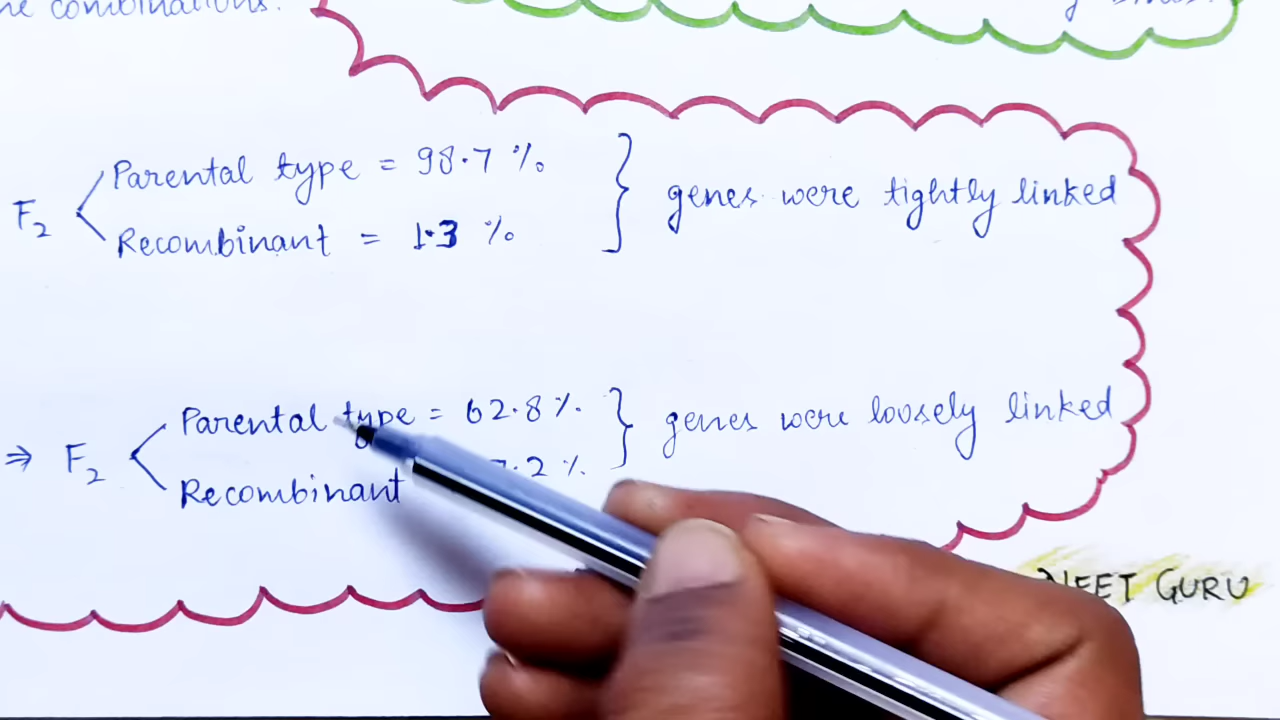 combinations.
F2
Parental type = 98.7 %
Recombinant = 1.3 %
genes were tightly linked
⇒ F2
Parental type = 62.8 %
Recombinant .2 %
genes were loosely linked
NEET GURU